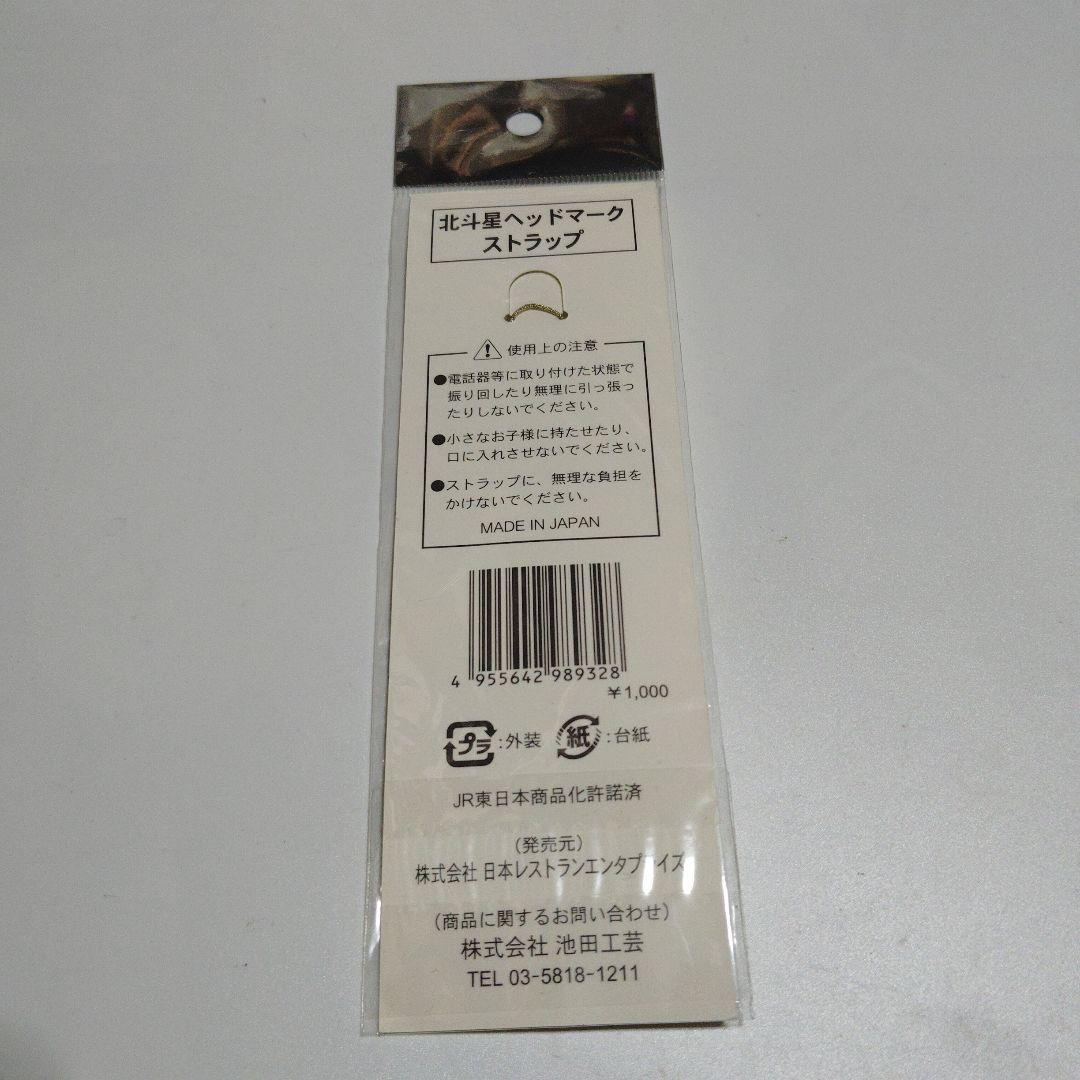 北斗星ヘッドマーク
ストラップ
使用上の注意
●電話器等に取り付けた状態で
振り回したり無理に引っ張っ
たりしないでください。
●小さなお子様に持たせたり、
口に入れさせないでください。
●ストラップに、無理な負担を
かけないでください。
MADE IN JAPAN
4 955642 989328
¥1,000
プラ:外装 紙:台紙
JR東日本商品化許諾済
(発売元)
株式会社 日本レストランエンタプ イズ
(商品に関するお問い合わせ)
株式会社 池田工芸
TEL 03-5818-1211